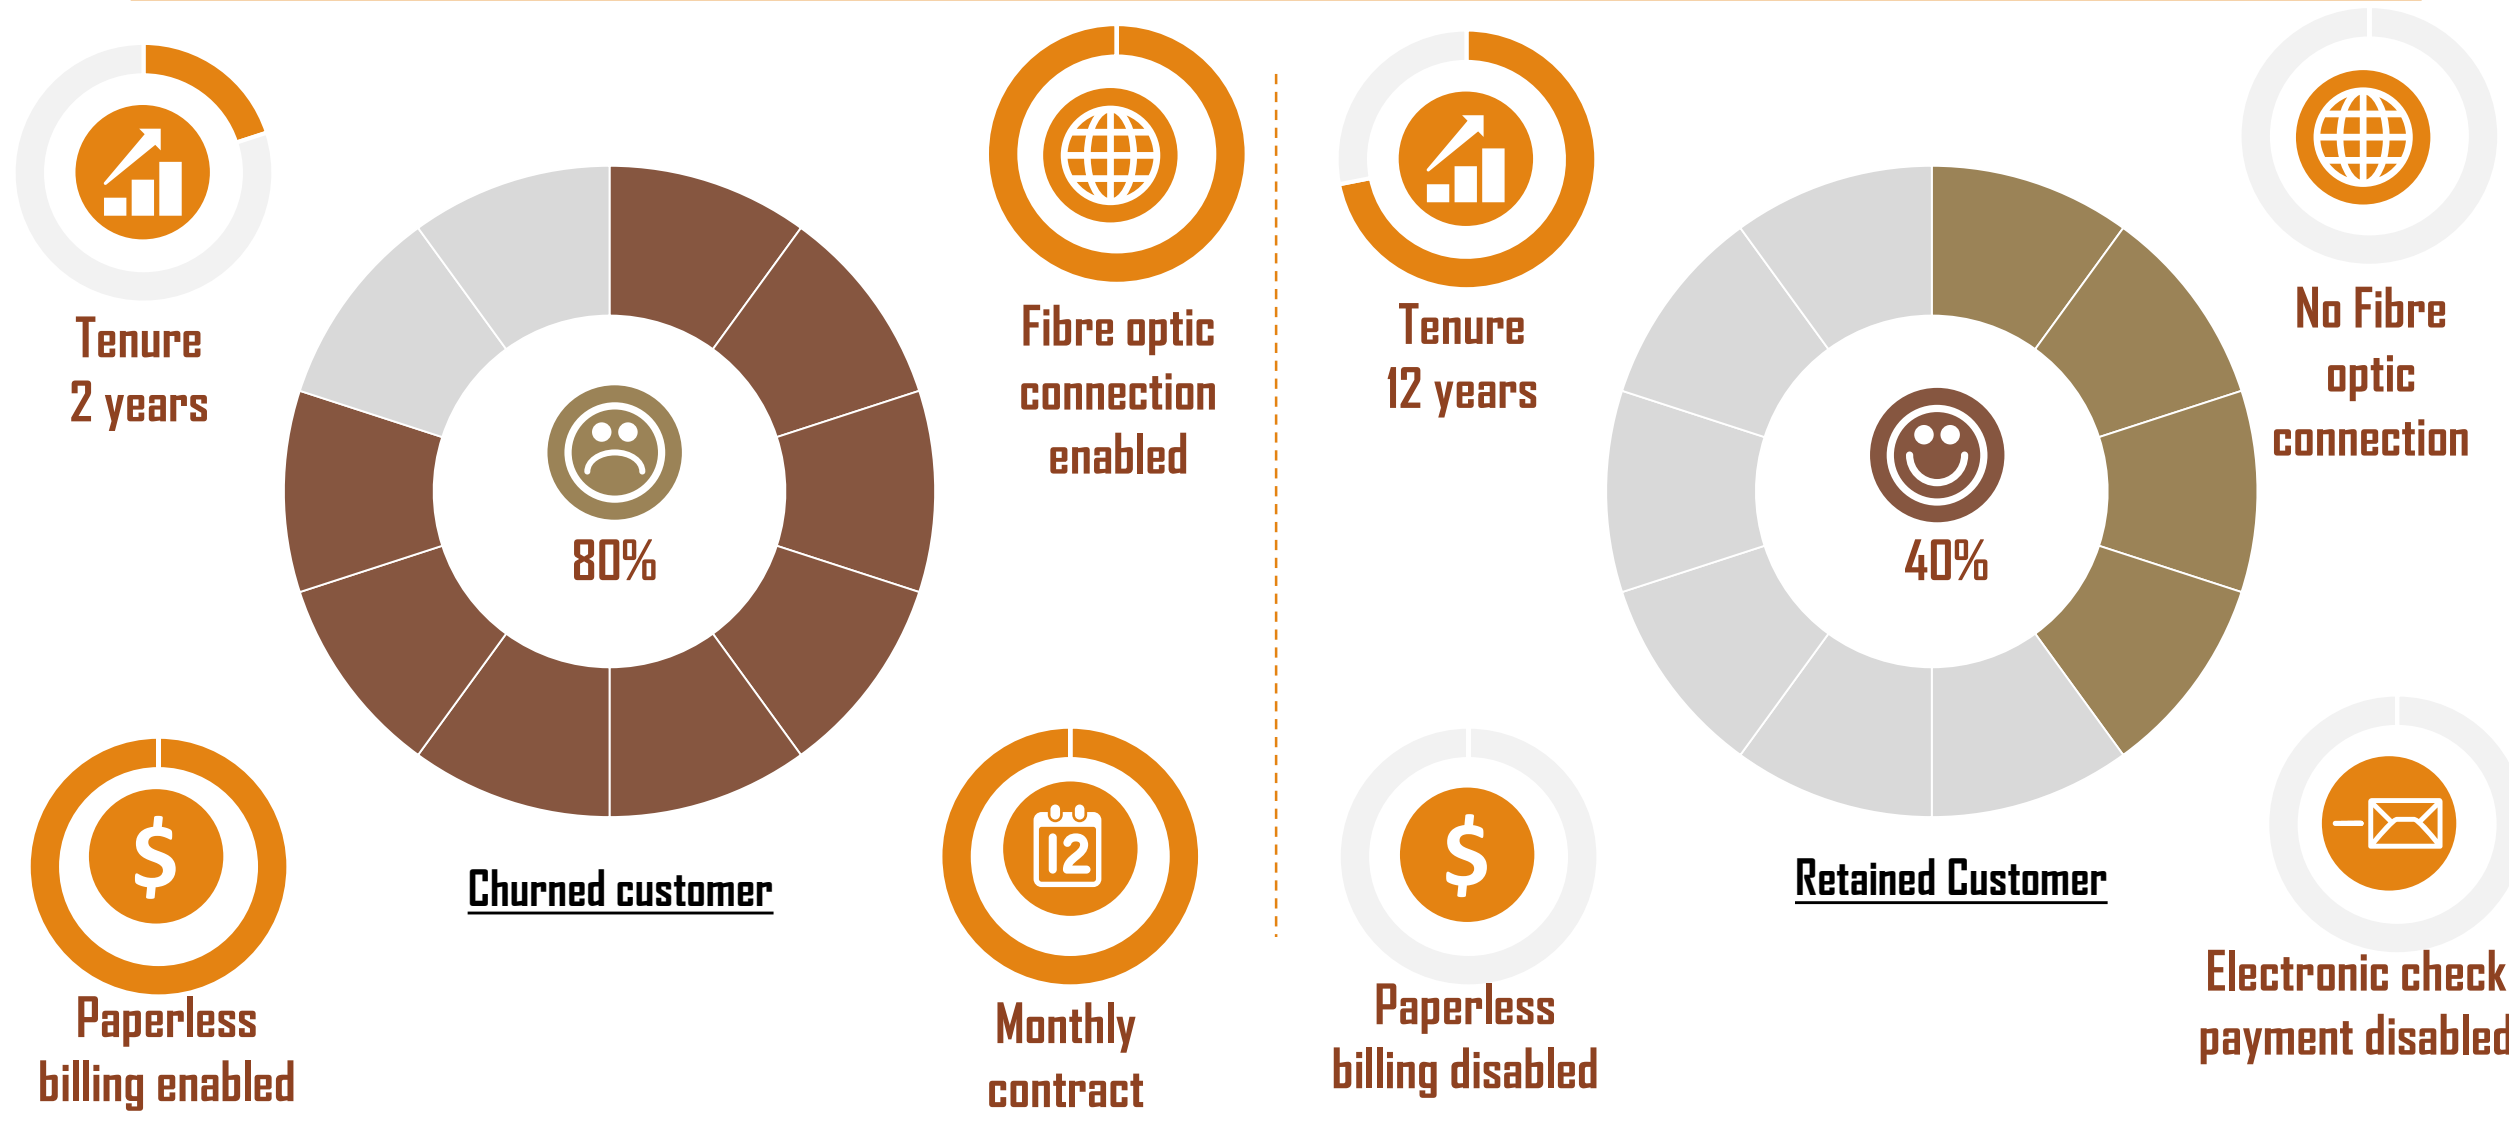 Tenure
2 years
Fibre optic
connection
enabled
80%
Paperless
billing enabled
Churned customer
12
Monthly
contract
Tenure
12 years
No Fibre
optic
connection
40%
Paperless
billing disabled
Retained Customer
Electronic check
payment disabled